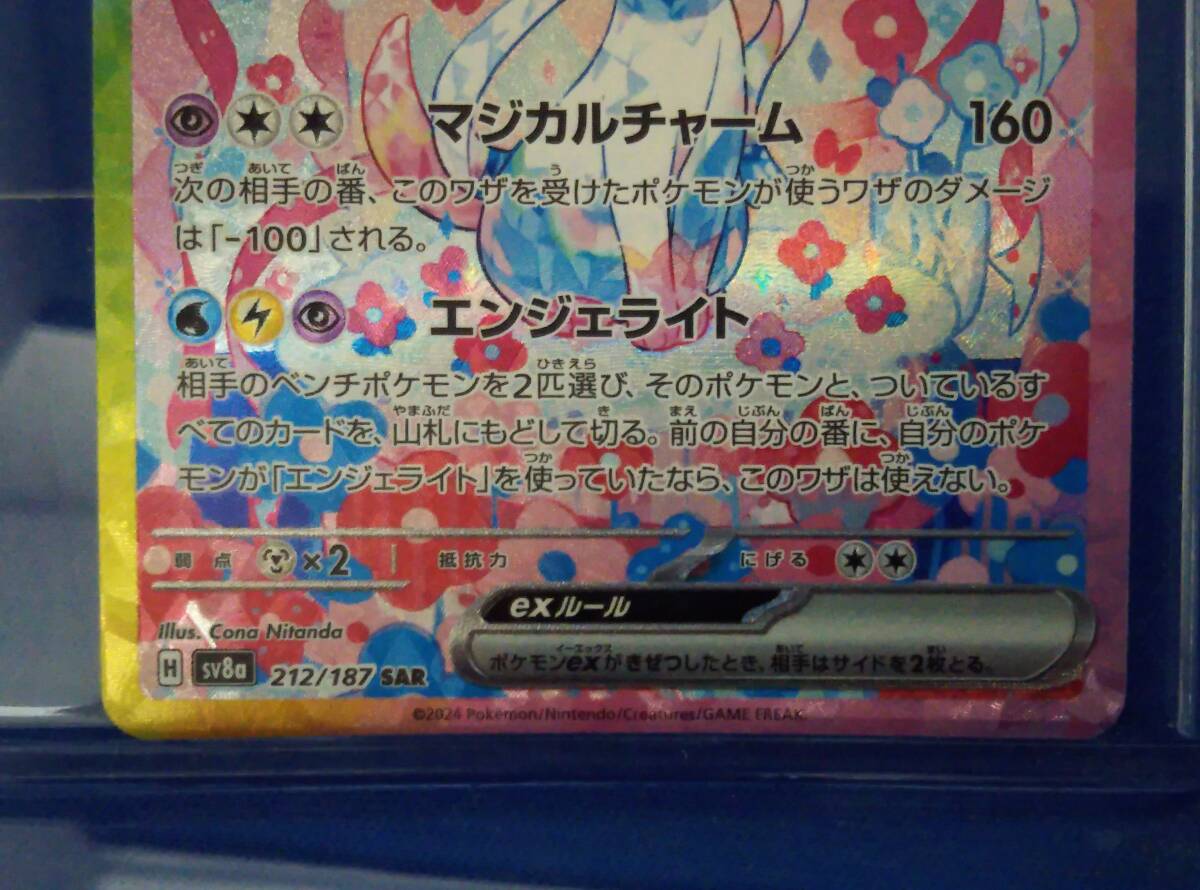 マジカルチャーム 160
次の相手の番、このワザを受けたポケモンが使うワザのダメージ
は「-100」される。
エンジェライト
相手のベンチポケモンを2匹選び、そのポケモンと、ついているす
べてのカードを、山札にもどして切る。前の自分の番に、自分のポケ
モンが「エンジェライト」を使っていたなら、このワザは使えない。
弱点 ×2 抵抗力 にげる
exルール
ポケモンexがきぜつしたとき、相手はサイドを2枚とる。
Illus. Cona Nitanda
H sv8a 212/187 SAR
©2024 Pokémon/Nintendo/Creatures/GAME FREAK.